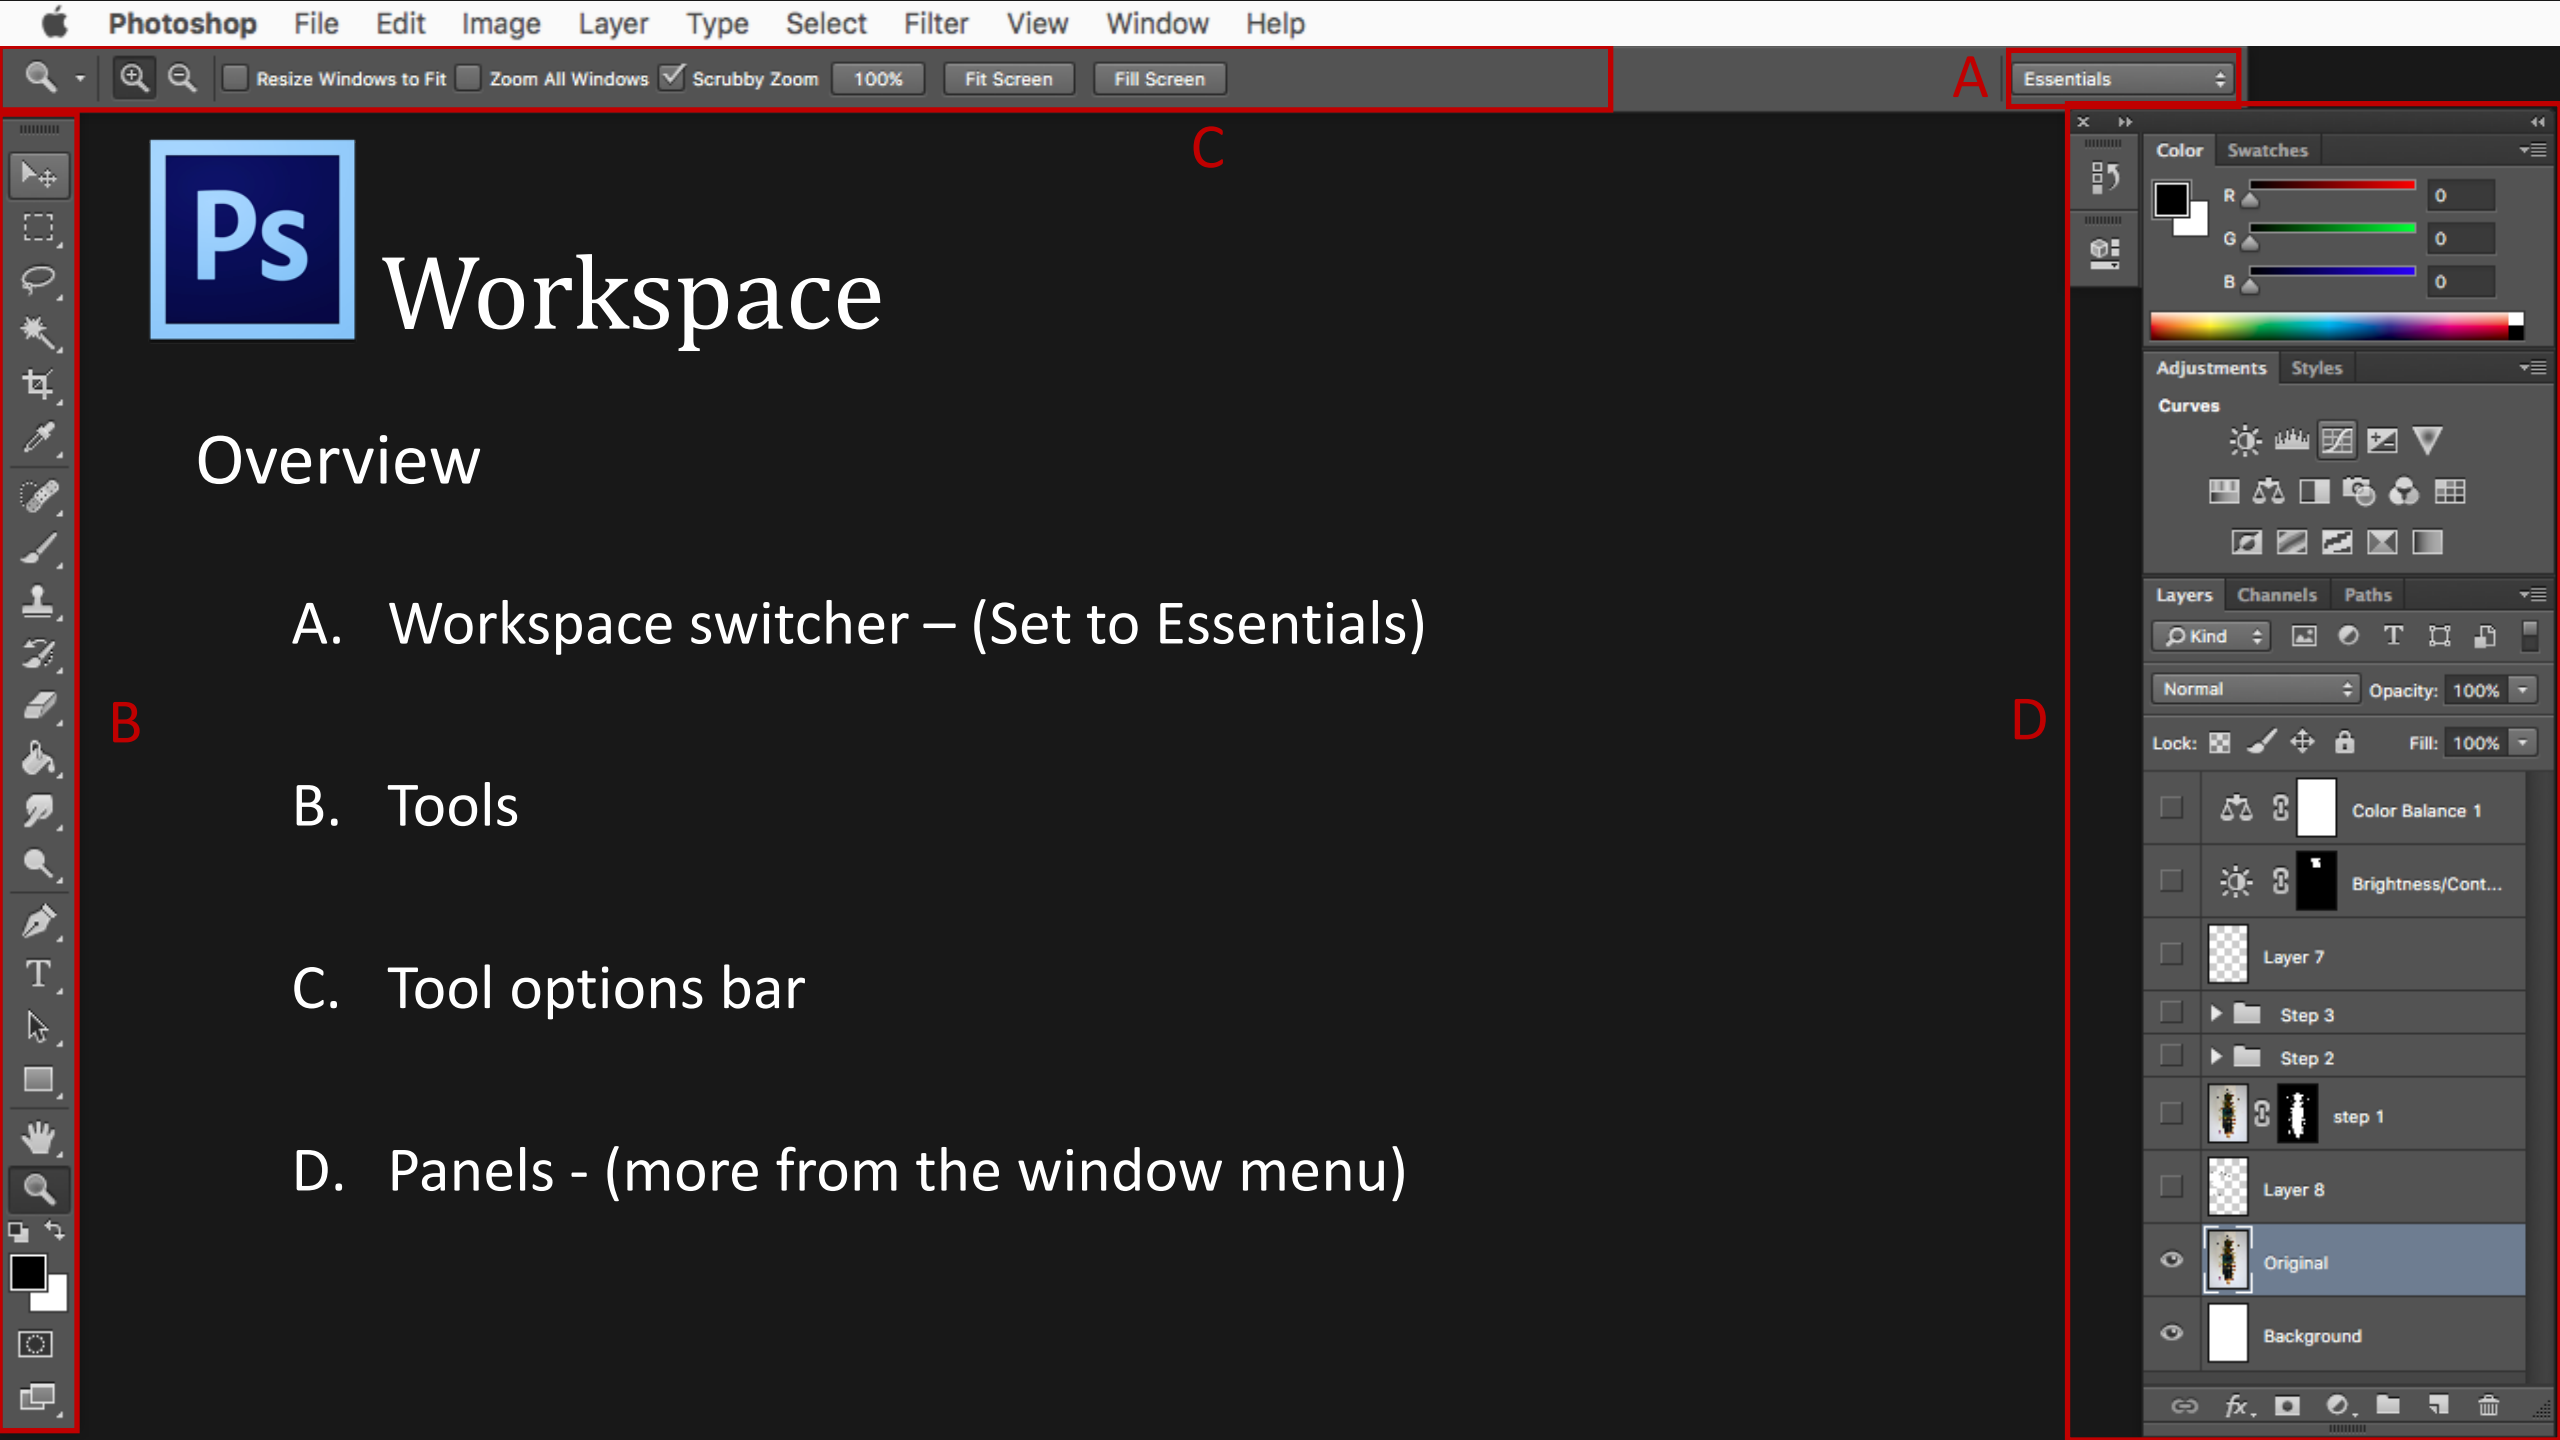 Photoshop File Edit Image Layer Type Select Filter View Window Help
Resize Windows to Fit Zoom All Windows Scrubby Zoom 100% Fit Screen Fill Screen A Essentials
C
Ps Workspace
Overview
A. Workspace switcher – (Set to Essentials)
B
B. Tools
C. Tool options bar
D. Panels - (more from the window menu)
D
Color Swatches
R 0
G 0
B 0
Adjustments Styles
Curves
Layers Channels Paths
Kind T
Normal Opacity: 100%
Lock: Fill: 100%
Color Balance 1
Brightness/Cont...
Layer 7
Step 3
Step 2
step 1
Layer 8
Original
Background
fx
T